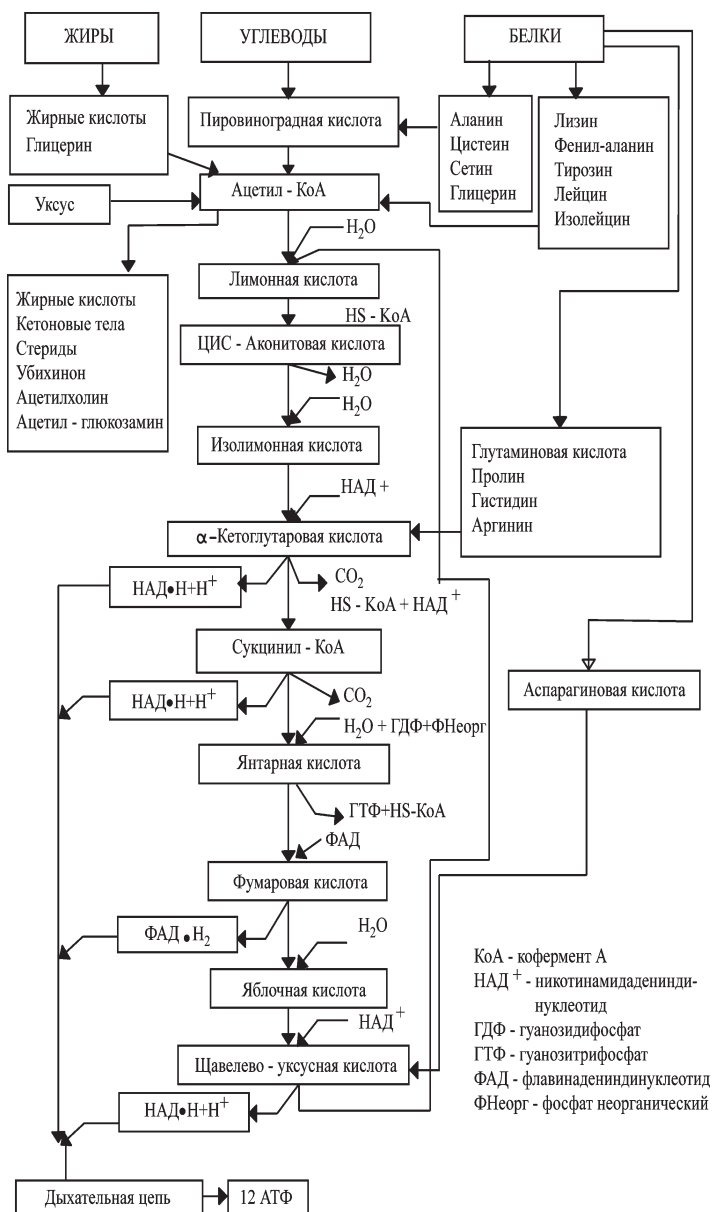 ЖИРЫ
УГЛЕВОДЫ
БЕЛКИ
Жирные кислоты
Глицерин
Пировиноградная кислота
Аланин
Цистеин
Сетин
Глицерин
Лизин
Фенил-аланин
Тирозин
Лейцин
Изолейцин
Уксус
Ацетил - КоА
H₂O
Лимонная кислота
Жирные кислоты
Кетоновые тела
Стериды
Убихинон
Ацетилхолин
Ацетил - глюкозамин
HS - KoA
ЦИС - Аконитовая кислота
H₂O
H₂O
Изолимонная кислота
Глутаминовая кислота
Пролин
Гистидин
Аргинин
НАД +
α-Кетоглутаровая кислота
НАД•Н+Н⁺
CO₂
HS - KoA + НАД⁺
Сукцинил - КоА
НАД•Н+Н⁺
CO₂
Аспарагиновая кислота
H₂O + ГДФ+ФНеорг
Янтарная кислота
ГТФ+HS-KoA
ФАД
Фумаровая кислота
ФАД•H₂
H₂O
Яблочная кислота
НАД⁺
Щавелево - уксусная кислота
НАД•Н+Н⁺
КоА - кофермент А
НАД⁺ - никотинамидадениндинуклеотид
ГДФ - гуанозидифосфат
ГТФ - гуанозитрифосфат
ФАД - флавинадениндинуклеотид
ФНеорг - фосфат неорганический
Дыхательная цепь
12 АТФ